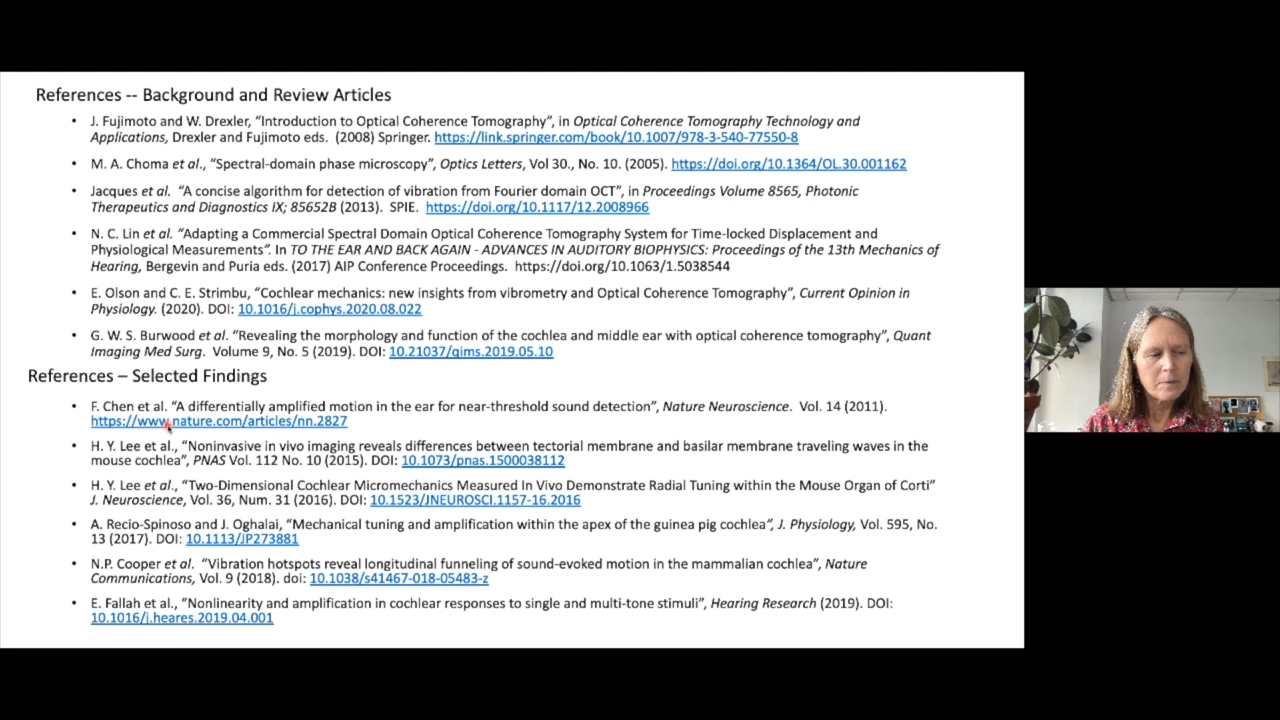 References -- Background and Review Articles
• J. Fujimoto and W. Drexler, “Introduction to Optical Coherence Tomography”, in Optical Coherence Tomography Technology and
Applications, Drexler and Fujimoto eds. (2008) Springer. https://link.springer.com/book/10.1007/978-3-540-77550-8
• M. A. Choma et al., “Spectral-domain phase microscopy”, Optics Letters, Vol 30., No. 10. (2005). https://doi.org/10.1364/OL.30.001162
• Jacques et al. “A concise algorithm for detection of vibration from Fourier domain OCT”, in Proceedings Volume 8565, Photonic
Therapeutics and Diagnostics IX; 85652B (2013). SPIE. https://doi.org/10.1117/12.2008966
• N. C. Lin et al. “Adapting a Commercial Spectral Domain Optical Coherence Tomography System for Time-locked Displacement and
Physiological Measurements”. In TO THE EAR AND BACK AGAIN - ADVANCES IN AUDITORY BIOPHYSICS: Proceedings of the 13th Mechanics of
Hearing, Bergevin and Puria eds. (2017) AIP Conference Proceedings. https://doi.org/10.1063/1.5038544
• E. Olson and C. E. Strimbu, “Cochlear mechanics: new insights from vibrometry and Optical Coherence Tomography”, Current Opinion in
Physiology. (2020). DOI: 10.1016/j.cophys.2020.08.022
• G. W. S. Burwood et al. “Revealing the morphology and function of the cochlea and middle ear with optical coherence tomography”, Quant
Imaging Med Surg. Volume 9, No. 5 (2019). DOI: 10.21037/qims.2019.05.10
References – Selected Findings
• F. Chen et al. “A differentially amplified motion in the ear for near-threshold sound detection”, Nature Neuroscience. Vol. 14 (2011).
https://www.nature.com/articles/nn.2827
• H. Y. Lee et al., “Noninvasive in vivo imaging reveals differences between tectorial membrane and basilar membrane traveling waves in the
mouse cochlea”, PNAS Vol. 112 No. 10 (2015). DOI: 10.1073/pnas.1500038112
• H. Y. Lee et al., “Two-Dimensional Cochlear Micromechanics Measured In Vivo Demonstrate Radial Tuning within the Mouse Organ of Corti”
J. Neuroscience, Vol. 36, Num. 31 (2016). DOI: 10.1523/JNEUROSCI.1157-16.2016
• A. Recio-Spinoso and J. Oghalai, “Mechanical tuning and amplification within the apex of the guinea pig cochlea”, J. Physiology, Vol. 595, No.
13 (2017). DOI: 10.1113/JP273881
• N.P. Cooper et al. “Vibration hotspots reveal longitudinal funneling of sound-evoked motion in the mammalian cochlea”, Nature
Communications, Vol. 9 (2018). doi: 10.1038/s41467-018-05483-z
• E. Fallah et al., “Nonlinearity and amplification in cochlear responses to single and multi-tone stimuli”, Hearing Research (2019). DOI:
10.1016/j.heares.2019.04.001